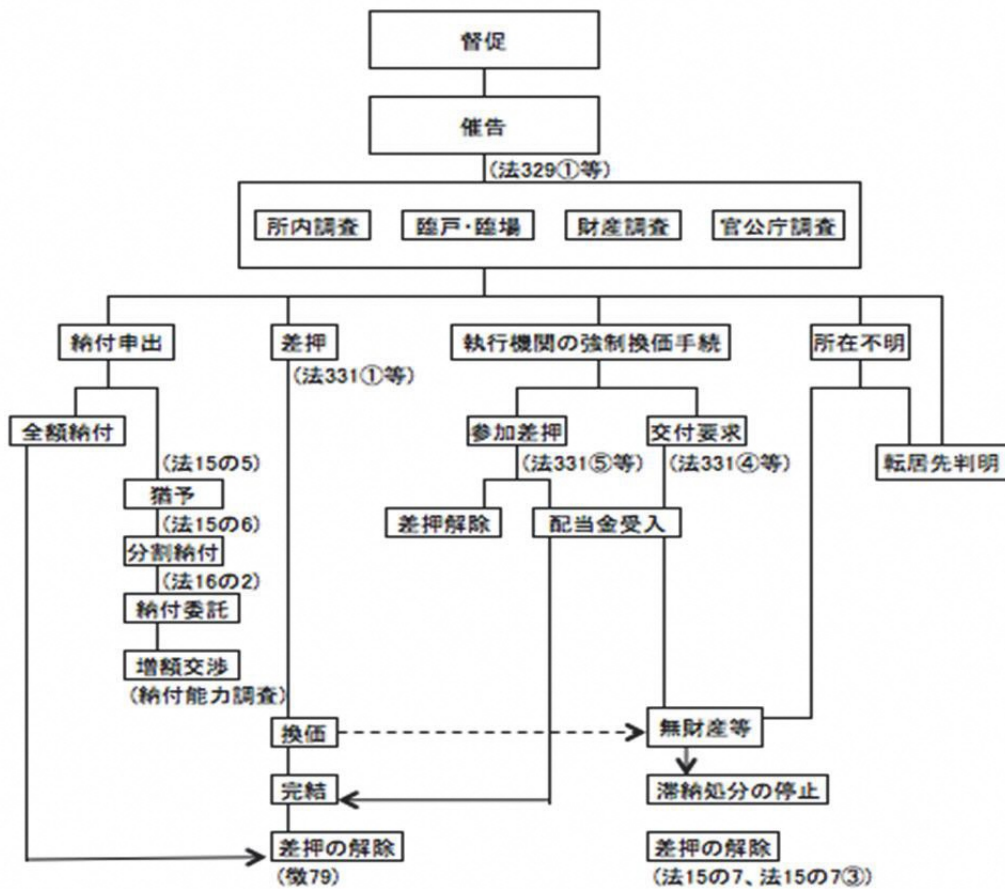 督促
催告
(法329①等)
所内調査 臨戸・臨場 財産調査 官公庁調査
納付申出 差押 執行機関の強制換価手続 所在不明
(法331①等)
全額納付 参加差押 交付要求 転居先判明
(法15の5) (法331⑤等) (法331④等)
猶予
(法15の6) 差押解除 配当金受入
分割納付
(法16の2)
納付委託
増額交渉
(納付能力調査)
換価 無財産等
完結 滞納処分の停止
差押の解除 差押の解除
(徴79) (法15の7、法15の7③)